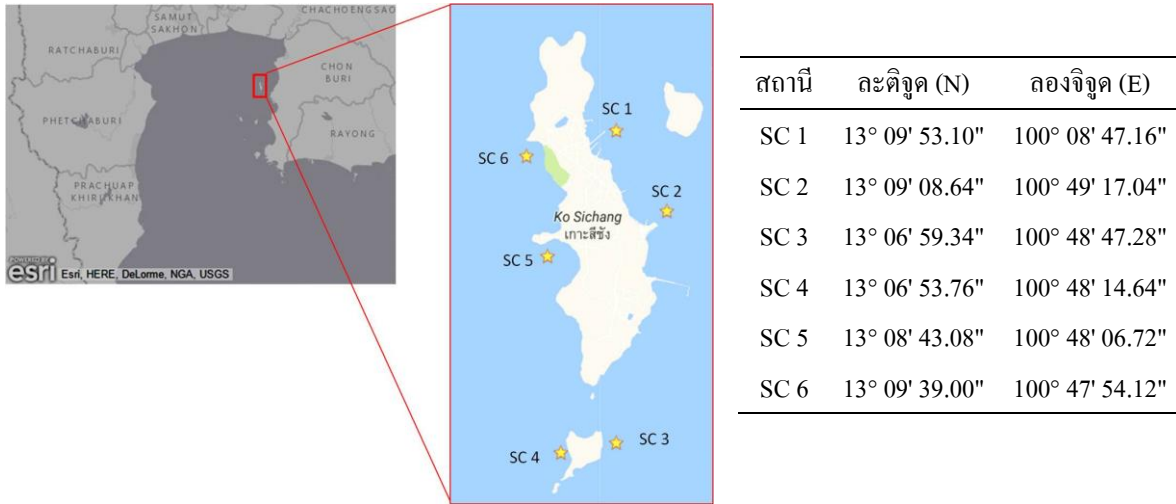 SAMUT
SAKHON
CHACHOENGSAO
RATCHABURI
CHON
BURI
PHETCHABURI
RAYONG
PRACHUAP
KHIRIKHAN
POWERED BY
esri
Esri, HERE, DeLorme, NGA, USGS
SC 1
SC 6
SC 2
Ko Sichang
เกาะสีชัง
SC 5
SC 3
SC 4
สถานี ละติจูด (N) ลองจิจูด (E)
SC 1 13° 09' 53.10" 100° 08' 47.16"
SC 2 13° 09' 08.64" 100° 49' 17.04"
SC 3 13° 06' 59.34" 100° 48' 47.28"
SC 4 13° 06' 53.76" 100° 48' 14.64"
SC 5 13° 08' 43.08" 100° 48' 06.72"
SC 6 13° 09' 39.00" 100° 47' 54.12"